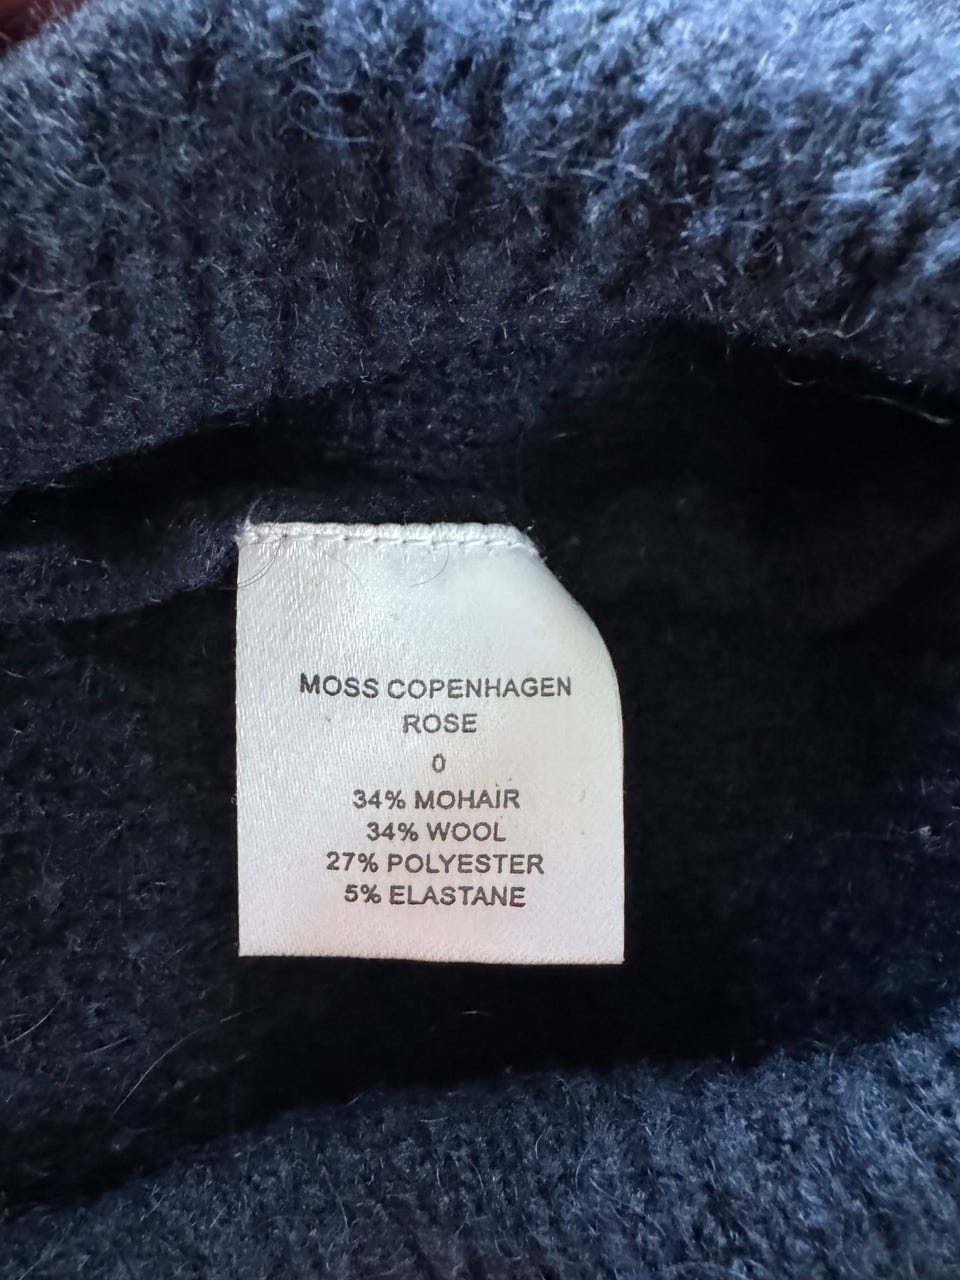 MOSS COPENHAGEN
ROSE
0
34% MOHAIR
34% WOOL
27% POLYESTER
5% ELASTANE